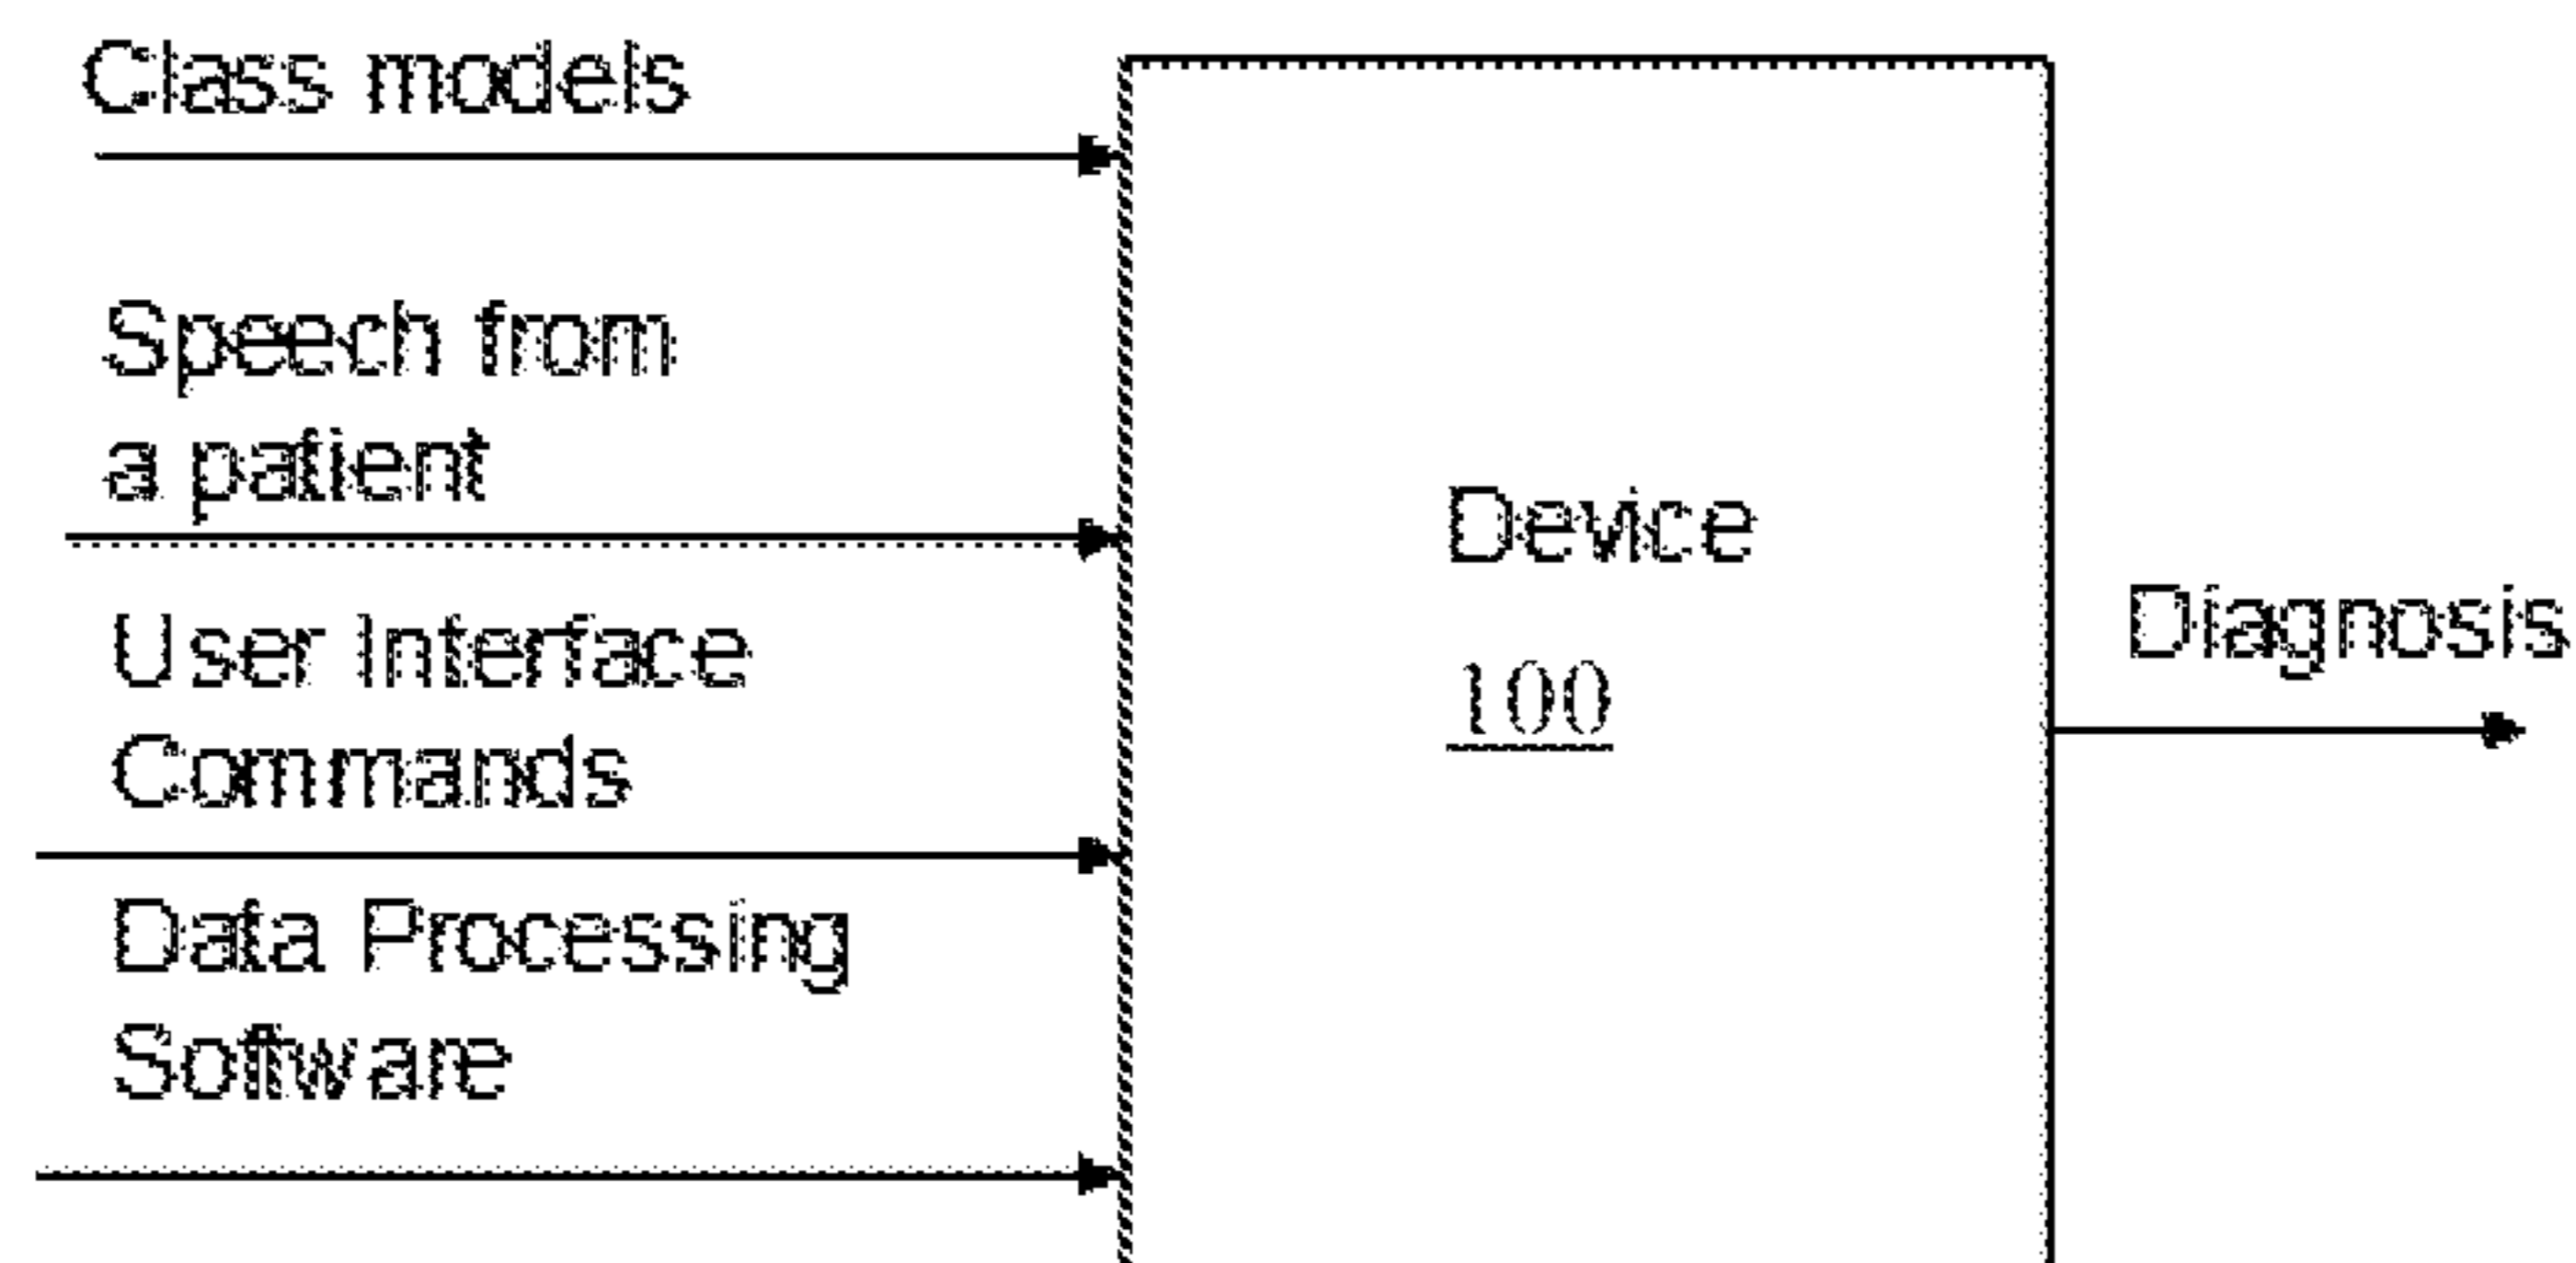 Class models
Speech from
a patient
User Interface
Commands
Data Processing
Software
Device
100
Diagnosis